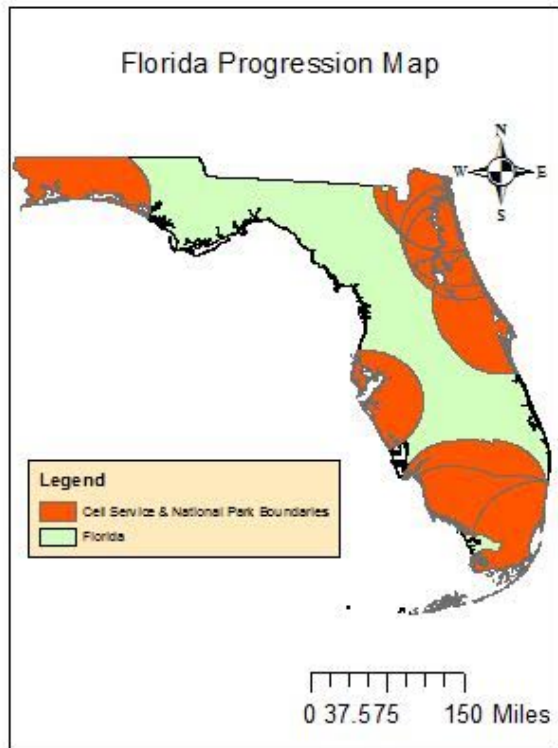 Florida Progression Map
N
W E
S
Legend
Cell Service & National Park Boundaries
Florida
0 37.575 150 Miles